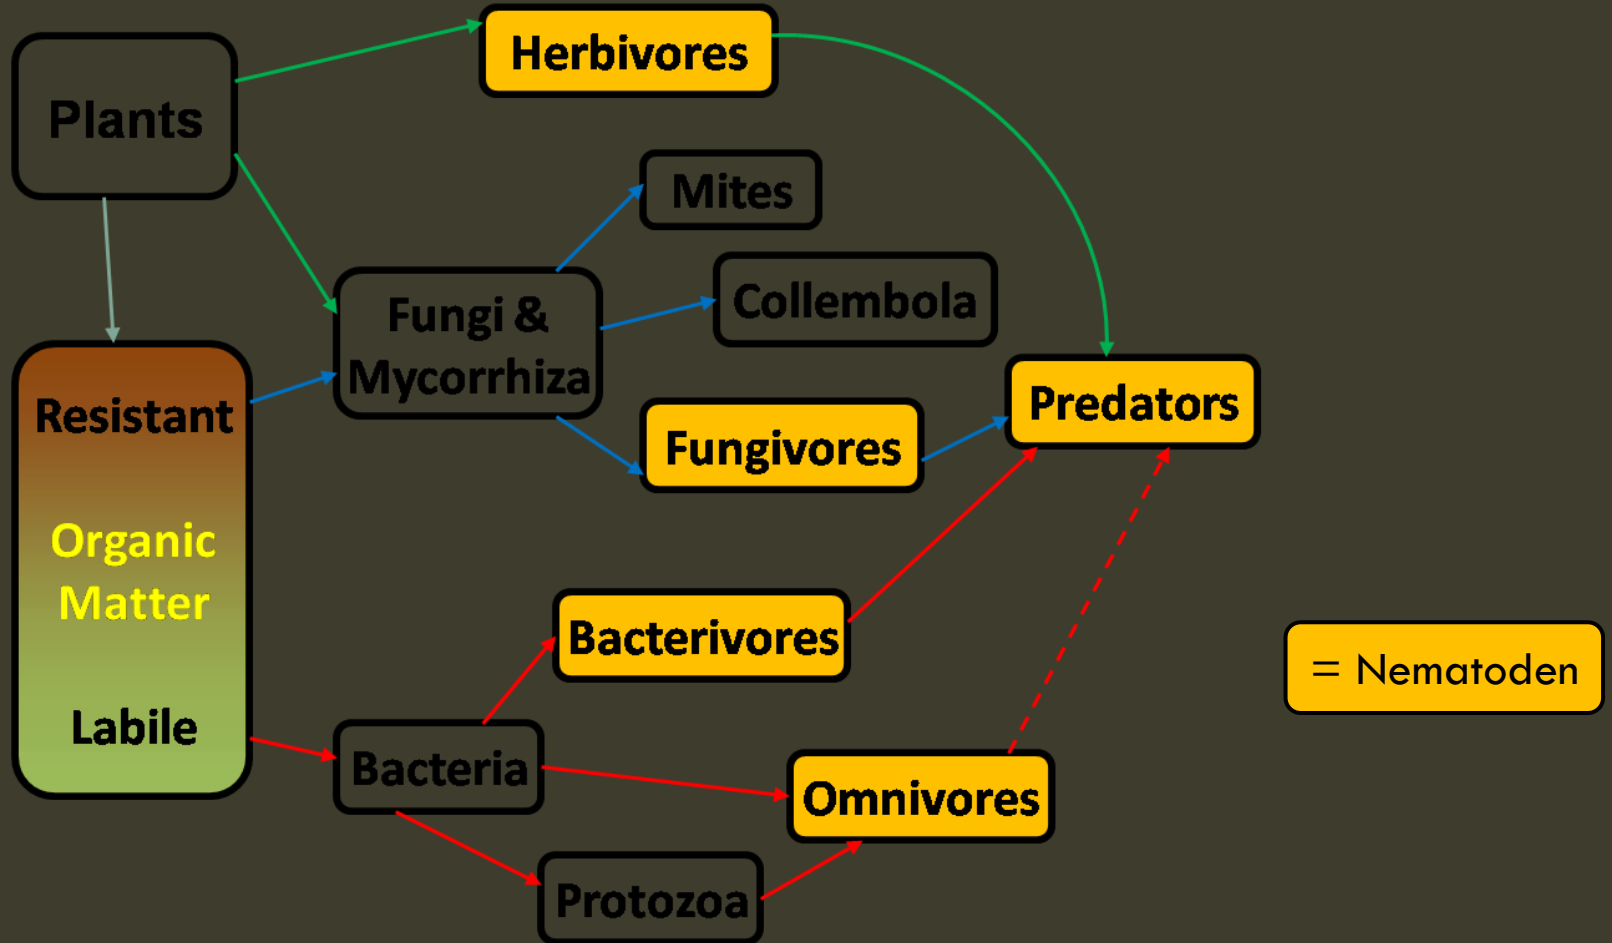 Herbivores
Plants
Mites
Collembola
Fungi &
Mycorrhiza
Resistant
Predators
Fungivores
Organic
Matter
Bacterivores
= Nematoden
Labile
Bacteria
Omnivores
Protozoa